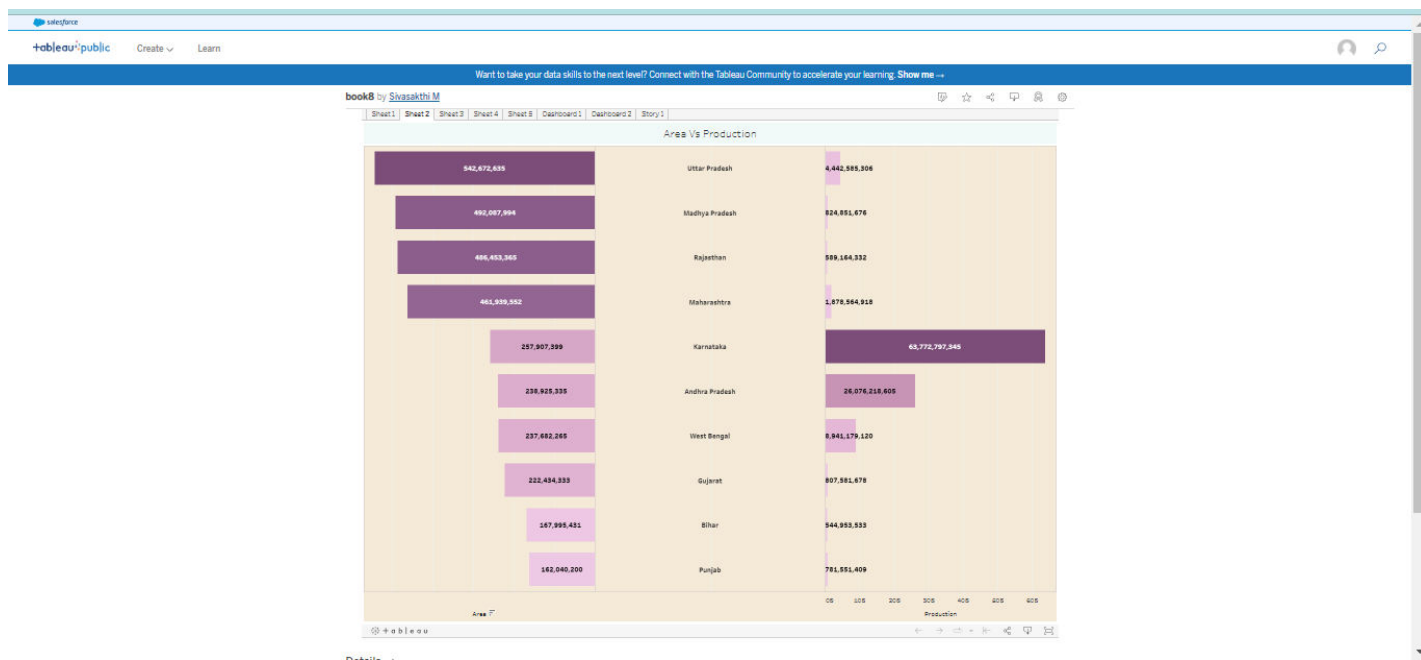 salesforce
+ableau public Create Learn
Want to take your data skills to the next level? Connect with the Tableau Community to accelerate your learning. Show me →
book8 by Sivasakthi M
Sheet 1 Sheet 2 Sheet 3 Sheet 4 Sheet 5 Dashboard 1 Dashboard 2 Story 1
Area Vs Production
542,672,635 Uttar Pradesh 4,442,585,306
492,087,994 Madhya Pradesh 824,851,676
486,453,365 Rajasthan 589,164,332
461,939,552 Maharashtra 1,878,564,918
257,907,399 Karnataka 63,772,797,345
238,925,335 Andhra Pradesh 26,076,218,605
237,682,265 West Bengal 8,941,179,120
222,434,333 Gujarat 807,581,678
167,995,431 Bihar 544,953,533
162,040,200 Punjab 781,551,409
0B 10B 20B 30B 40B 50B 60B
Area Production
+ableau
Details